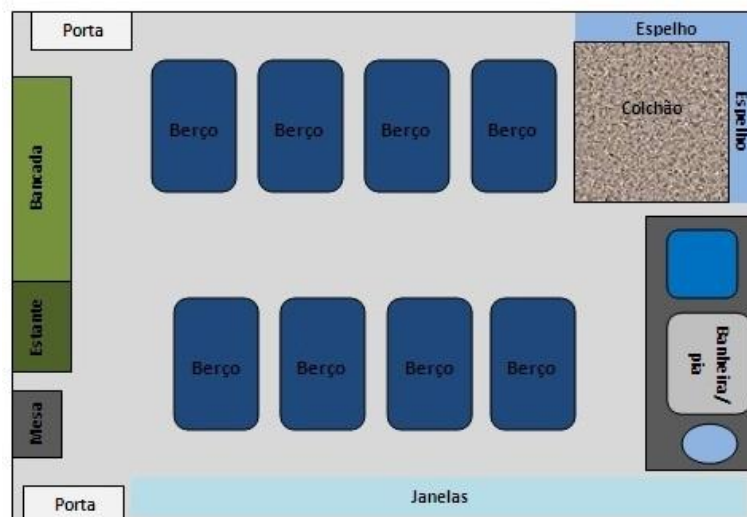 Porta
Espelho
Berço
Berço
Berço
Berço
Colchão
Espelho
Bancada
Estante
Berço
Berço
Berço
Berço
Banheira/
pia
Mesa
Porta
Janelas